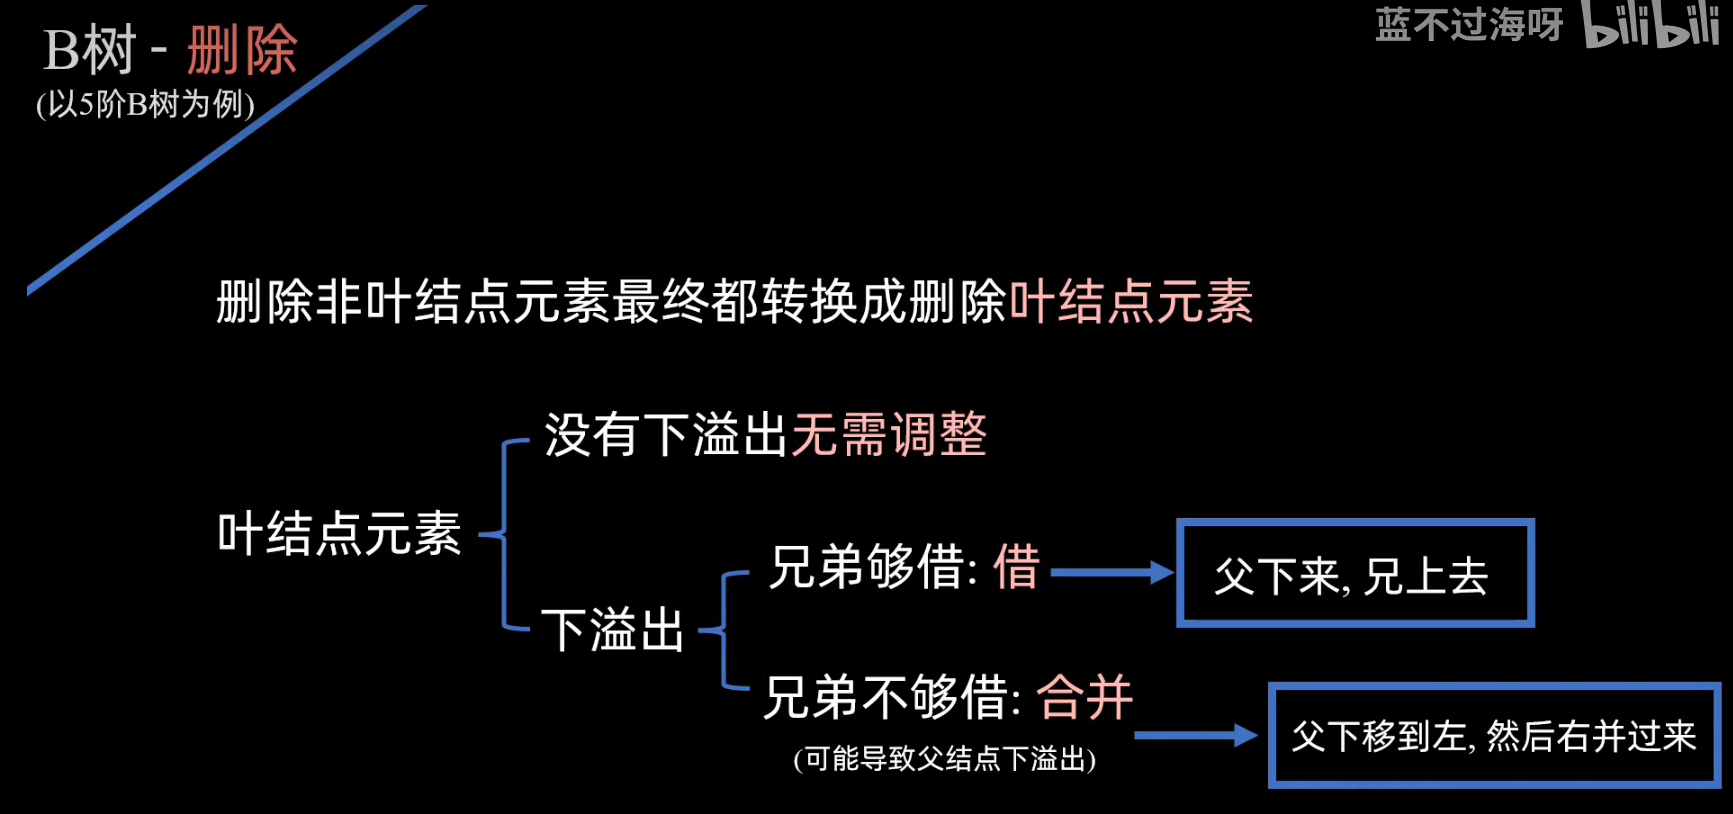 B树 - 删除
(以5阶B树为例)
蓝不过海呀 bilibili
删除非叶结点元素最终都转换成删除叶结点元素
没有下溢出无需调整
叶结点元素
兄弟够借: 借
父下来, 兄上去
下溢出
兄弟不够借: 合并
(可能导致父结点下溢出)
父下移到左, 然后右并过来